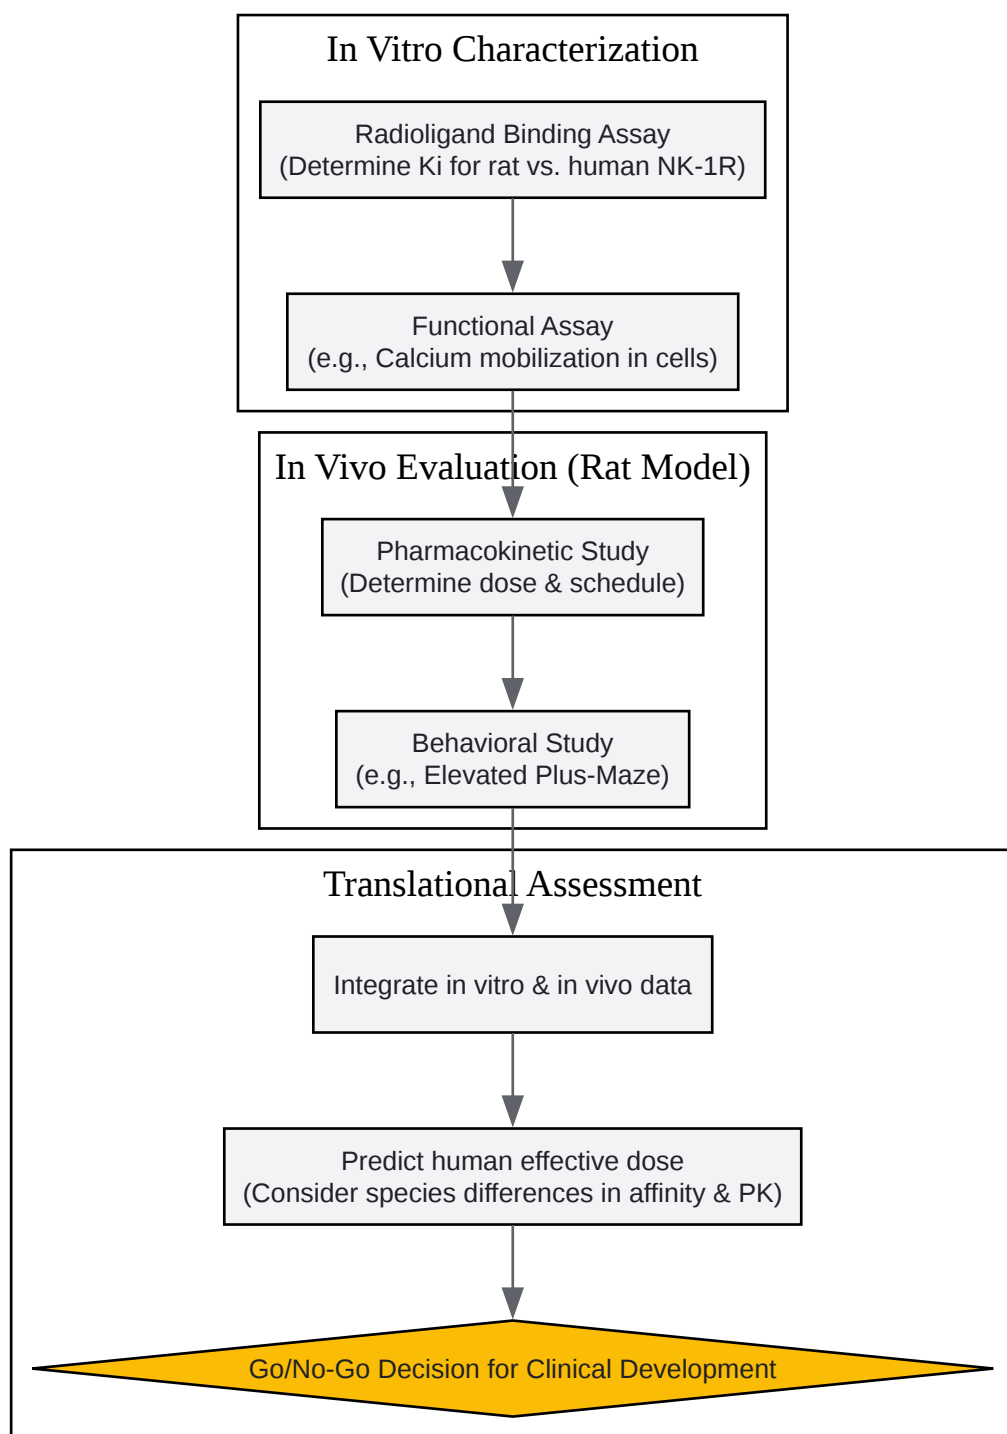 In Vitro Characterization
Radioligand Binding Assay
(Determine Ki for rat vs. human NK-1R)
Functional Assay
(e.g., Calcium mobilization in cells)
In Vivo Evaluation (Rat Model)
Pharmacokinetic Study
(Determine dose & schedule)
Behavioral Study
(e.g., Elevated Plus-Maze)
Translational Assessment
Integrate in vitro & in vivo data
Predict human effective dose
(Consider species differences in affinity & PK)
Go/No-Go Decision for Clinical Development